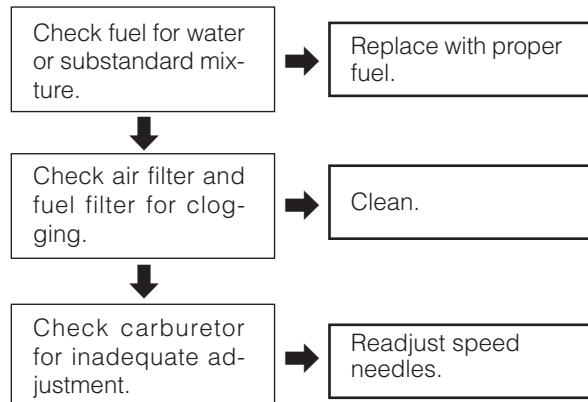 Check fuel for water
or substandard mix-
ture.
Replace with proper
fuel.
Check air filter and
fuel filter for clog-
ging.
Clean.
Check carburetor
for inadequate ad-
justment.
Readjust speed
needles.